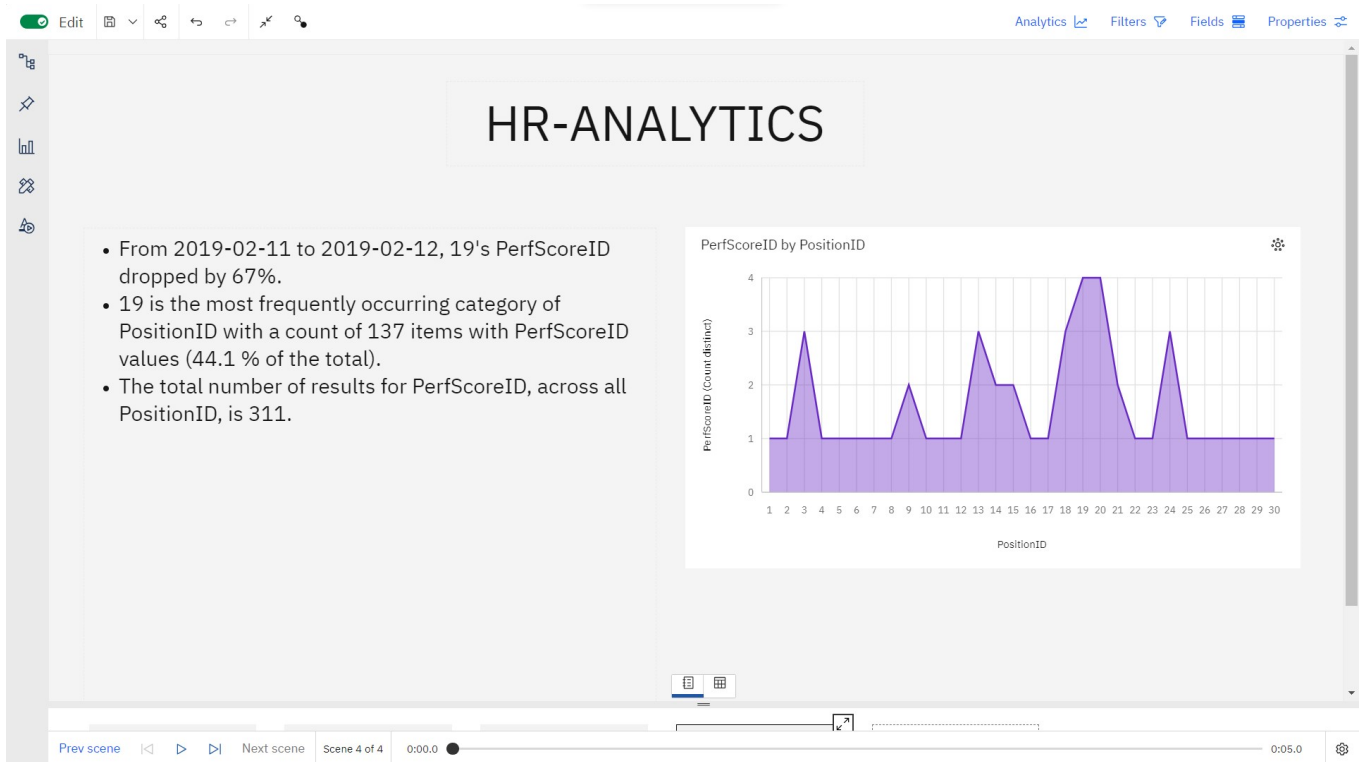 Edit
Analytics
Filters
Fields
Properties
HR-ANALYTICS
• From 2019-02-11 to 2019-02-12, 19's PerfScoreID
dropped by 67%.
• 19 is the most frequently occurring category of
PositionID with a count of 137 items with PerfScoreID
values (44.1 % of the total).
• The total number of results for PerfScoreID, across all
PositionID, is 311.
PerfScoreID by PositionID
PerfScoreID (Count distinct)
4
3
2
1
0
1 2 3 4 5 6 7 8 9 10 11 12 13 14 15 16 17 18 19 20 21 22 23 24 25 26 27 28 29 30
PositionID
Prev scene
Next scene
Scene 4 of 4
0:00.0
0:05.0